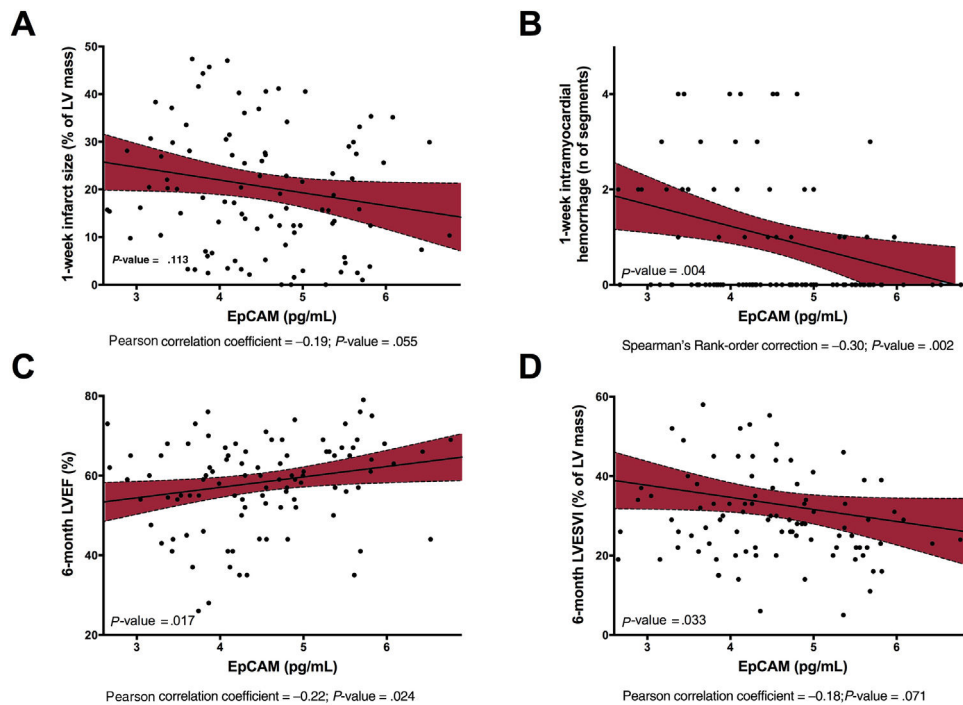 A
50
40
30
20
10
0
1-week infarct size (% of LV mass)
P-value = .113
3 4 5 6
EpCAM (pg/mL)
Pearson correlation coefficient = −0.19; P-value = .055
B
4
2
0
1-week intramyocardial
hemorrhage (n of segments)
P-value = .004
3 4 5 6
EpCAM (pg/mL)
Spearman's Rank-order correction = −0.30; P-value = .002
C
80
60
40
20
6-month LVEF (%)
P-value = .017
3 4 5 6
EpCAM (pg/mL)
Pearson correlation coefficient = −0.22; P-value = .024
D
60
40
20
0
6-month LVESVI (% of LV mass)
P-value = .033
3 4 5 6
EpCAM (pg/mL)
Pearson correlation coefficient = −0.18;P-value = .071